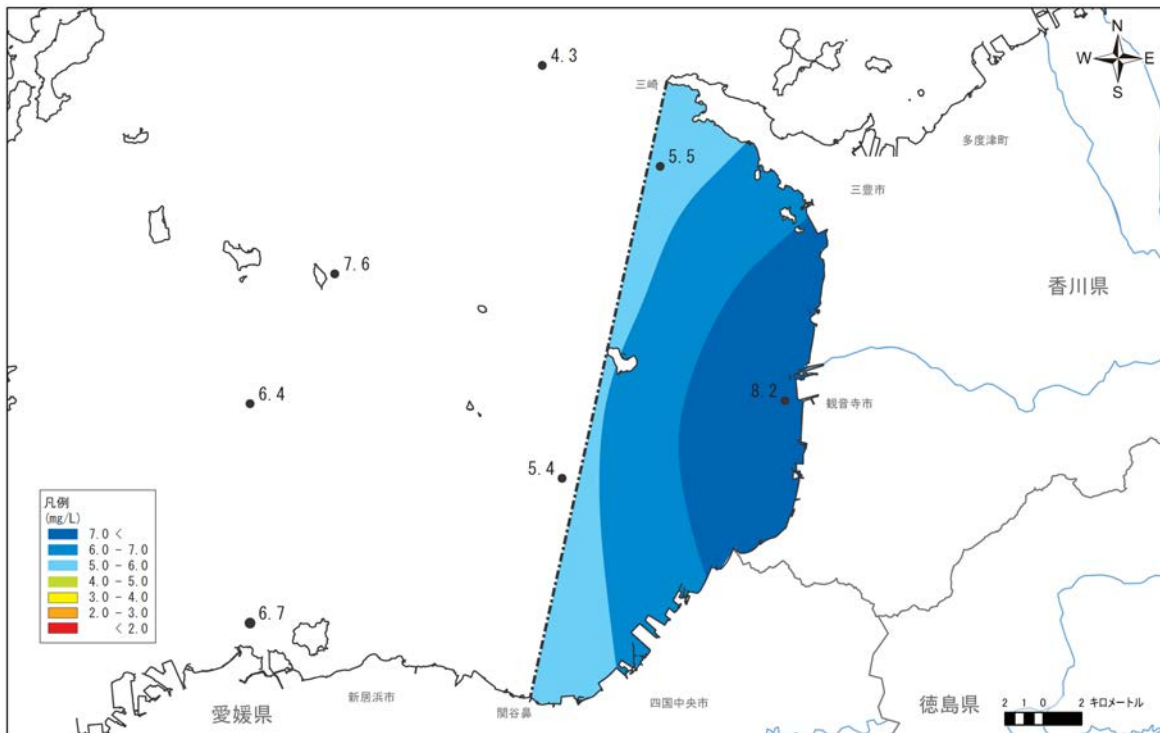 4.3
N
W E
S
三崎
多度津町
5.5
三豊市
7.6
香川県
6.4
8.2
観音寺市
5.4
凡例
(mg/L)
7.0 <
6.0 - 7.0
5.0 - 6.0
4.0 - 5.0
3.0 - 4.0
2.0 - 3.0
< 2.0
6.7
新居浜市
愛媛県
関谷鼻
四国中央市
徳島県
2 1 0 2 キロメートル